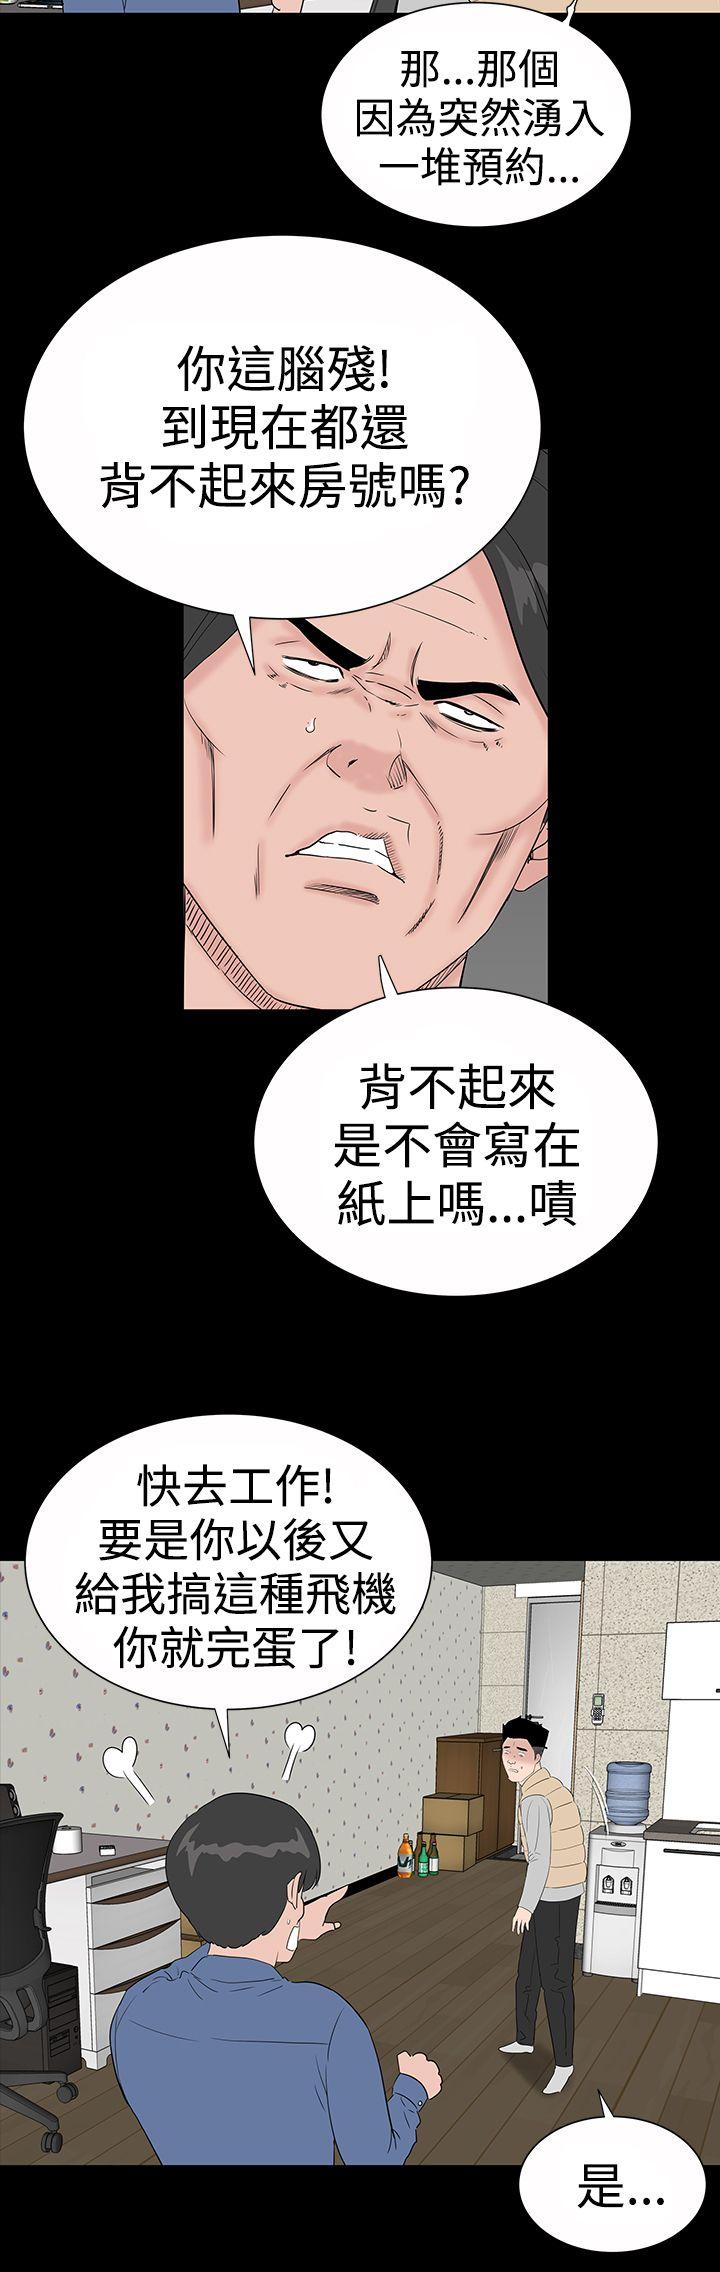 那...那個
因為突然湧入
一堆預約...
你這腦殘!
到現在都還
背不起來房號嗎?
背不起來
是不會寫在
紙上嗎...嘖
快去工作!
要是你以後又
給我搞這種飛機
你就完蛋了!
是...